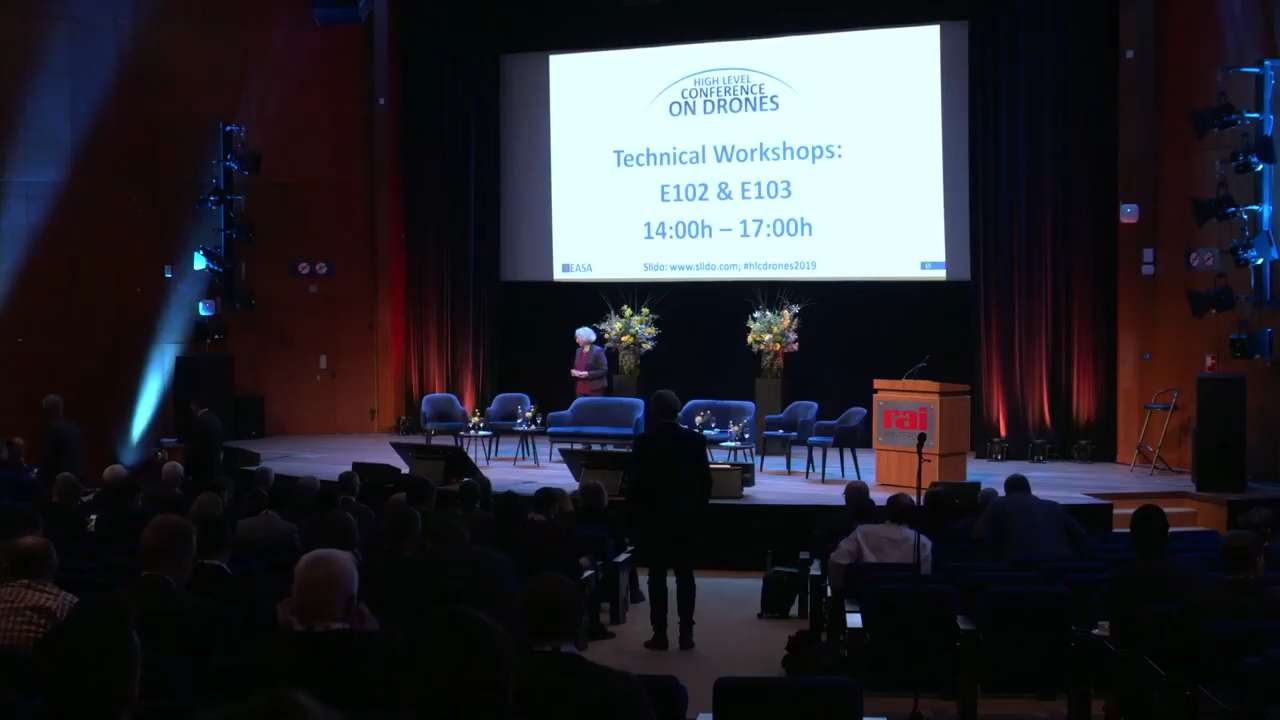 HIGH LEVEL
CONFERENCE
ON DRONES
Technical Workshops:
E102 & E103
14:00h – 17:00h
EASA
Slido: www.slido.com; #hlcdrones2019
rai